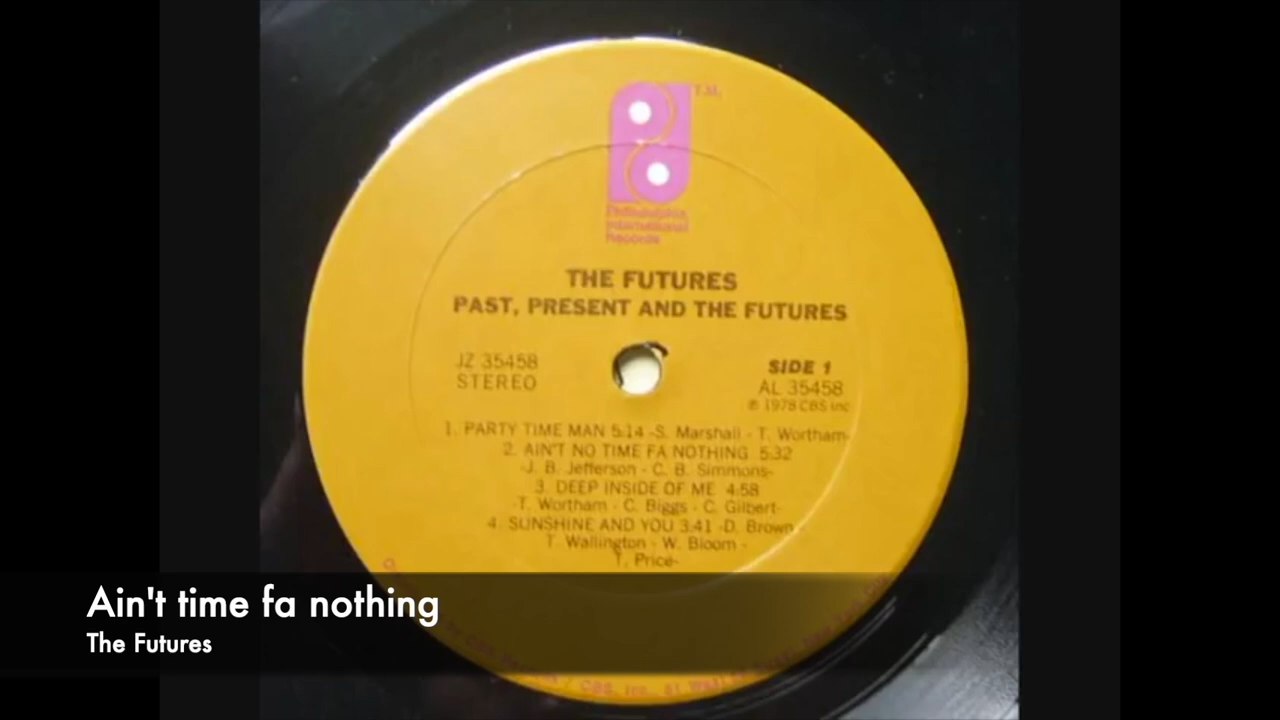 T.M.
Philadelphia
International
Records
THE FUTURES
PAST, PRESENT AND THE FUTURES
JZ 35458
STEREO
SIDE 1
AL 35458
℗ 1978 CBS Inc
1. PARTY TIME MAN 5:14 -S. Marshall - T. Wortham-
2. AIN'T NO TIME FA NOTHING 5:32
-J. B. Jefferson - C. B. Simmons-
3. DEEP INSIDE OF ME 4:58
-T. Wortham - C. Biggs - C. Gilbert-
4. SUNSHINE AND YOU 3:41 -D. Brown -
T. Wallington - W. Bloom -
T. Price-
Ain't time fa nothing
The Futures
CBS, Inc., 51 W